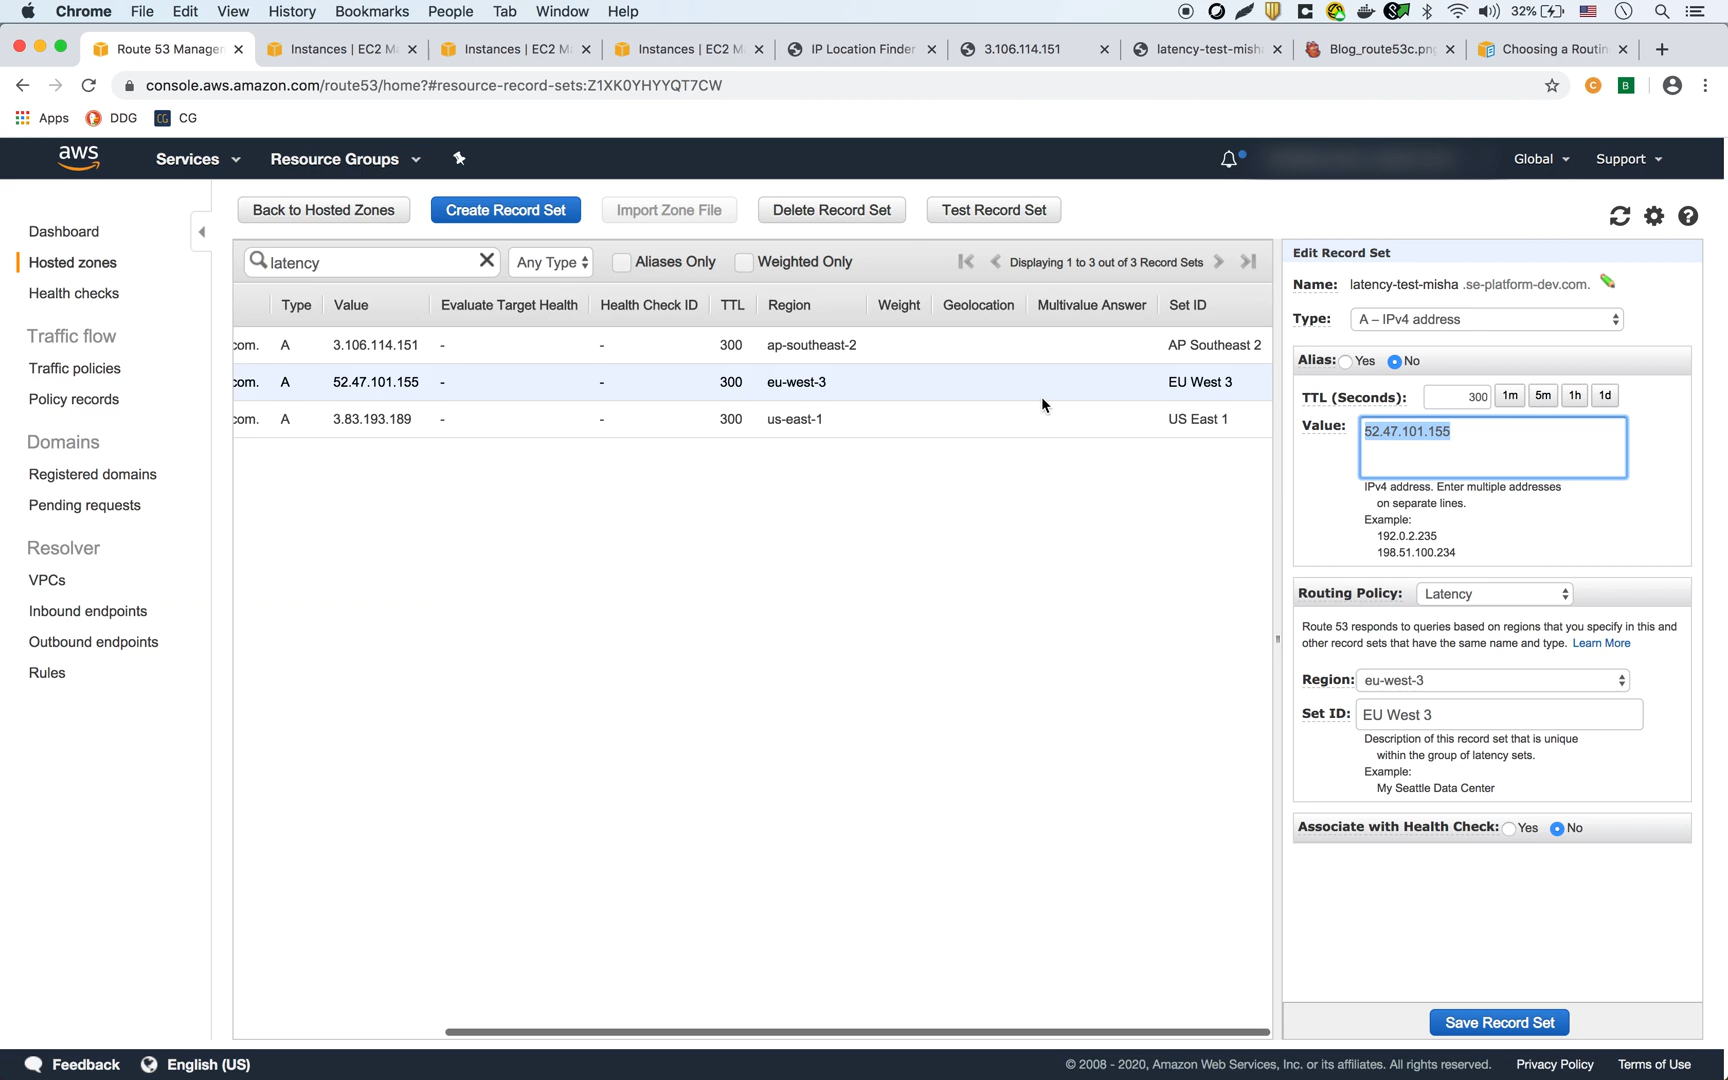 Chrome File Edit View History Bookmarks People Tab Window Help 32%
Route 53 Manager Instances | EC2 M Instances | EC2 M Instances | EC2 M IP Location Finder 3.106.114.151 latency-test-misha Blog_route53c.png Choosing a Routin
console.aws.amazon.com/route53/home?#resource-record-sets:Z1XK0YHYYQT7CW
Apps DDG CG CG
aws Services Resource Groups Global Support
Back to Hosted Zones Create Record Set Import Zone File Delete Record Set Test Record Set
Dashboard
Hosted zones
Health checks
Traffic flow
Traffic policies
Policy records
Domains
Registered domains
Pending requests
Resolver
VPCs
Inbound endpoints
Outbound endpoints
Rules
latency Any Type Aliases Only Weighted Only Displaying 1 to 3 out of 3 Record Sets
Type Value Evaluate Target Health Health Check ID TTL Region Weight Geolocation Multivalue Answer Set ID
com. A 3.106.114.151 - - 300 ap-southeast-2 AP Southeast 2
com. A 52.47.101.155 - - 300 eu-west-3 EU West 3
com. A 3.83.193.189 - - 300 us-east-1 US East 1
Edit Record Set
Name: latency-test-misha .se-platform-dev.com.
Type: A – IPv4 address
Alias: Yes No
TTL (Seconds): 300 1m 5m 1h 1d
Value: 52.47.101.155
IPv4 address. Enter multiple addresses
on separate lines.
Example:
192.0.2.235
198.51.100.234
Routing Policy: Latency
Route 53 responds to queries based on regions that you specify in this and
other record sets that have the same name and type. Learn More
Region: eu-west-3
Set ID: EU West 3
Description of this record set that is unique
within the group of latency sets.
Example:
My Seattle Data Center
Associate with Health Check: Yes No
Save Record Set
Feedback English (US) © 2008 - 2020, Amazon Web Services, Inc. or its affiliates. All rights reserved. Privacy Policy Terms of Use